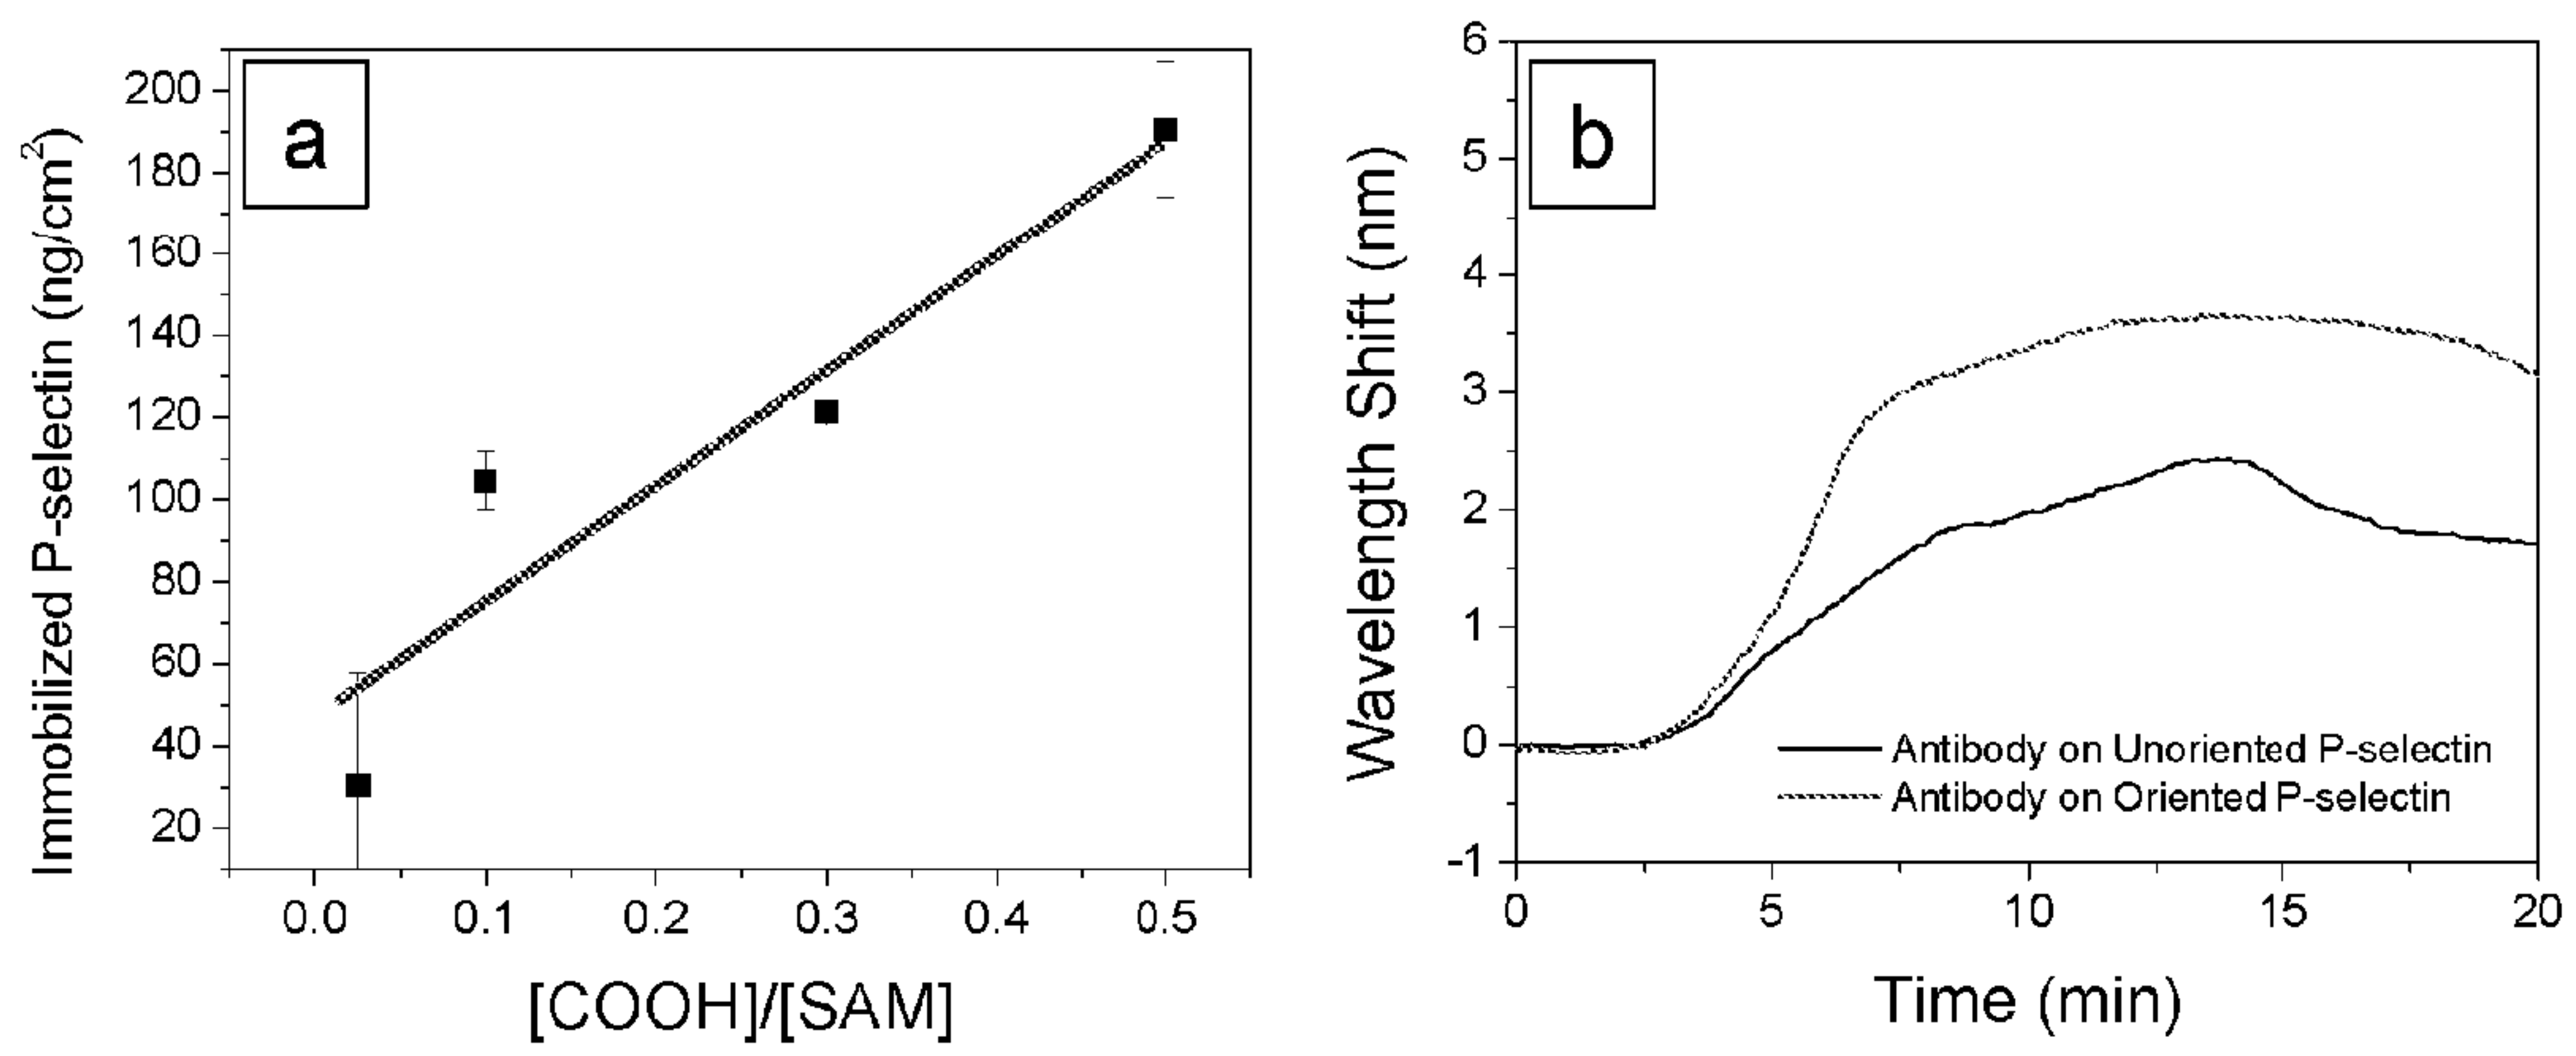 a
200
180
160
140
120
100
80
60
40
20
Immobilized P-selectin (ng/cm²)
0.0 0.1 0.2 0.3 0.4 0.5
[COOH]/[SAM]
b
6
5
4
3
2
1
0
-1
Wavelength Shift (nm)
Antibody on Unoriented P-selectin
Antibody on Oriented P-selectin
0 5 10 15 20
Time (min)